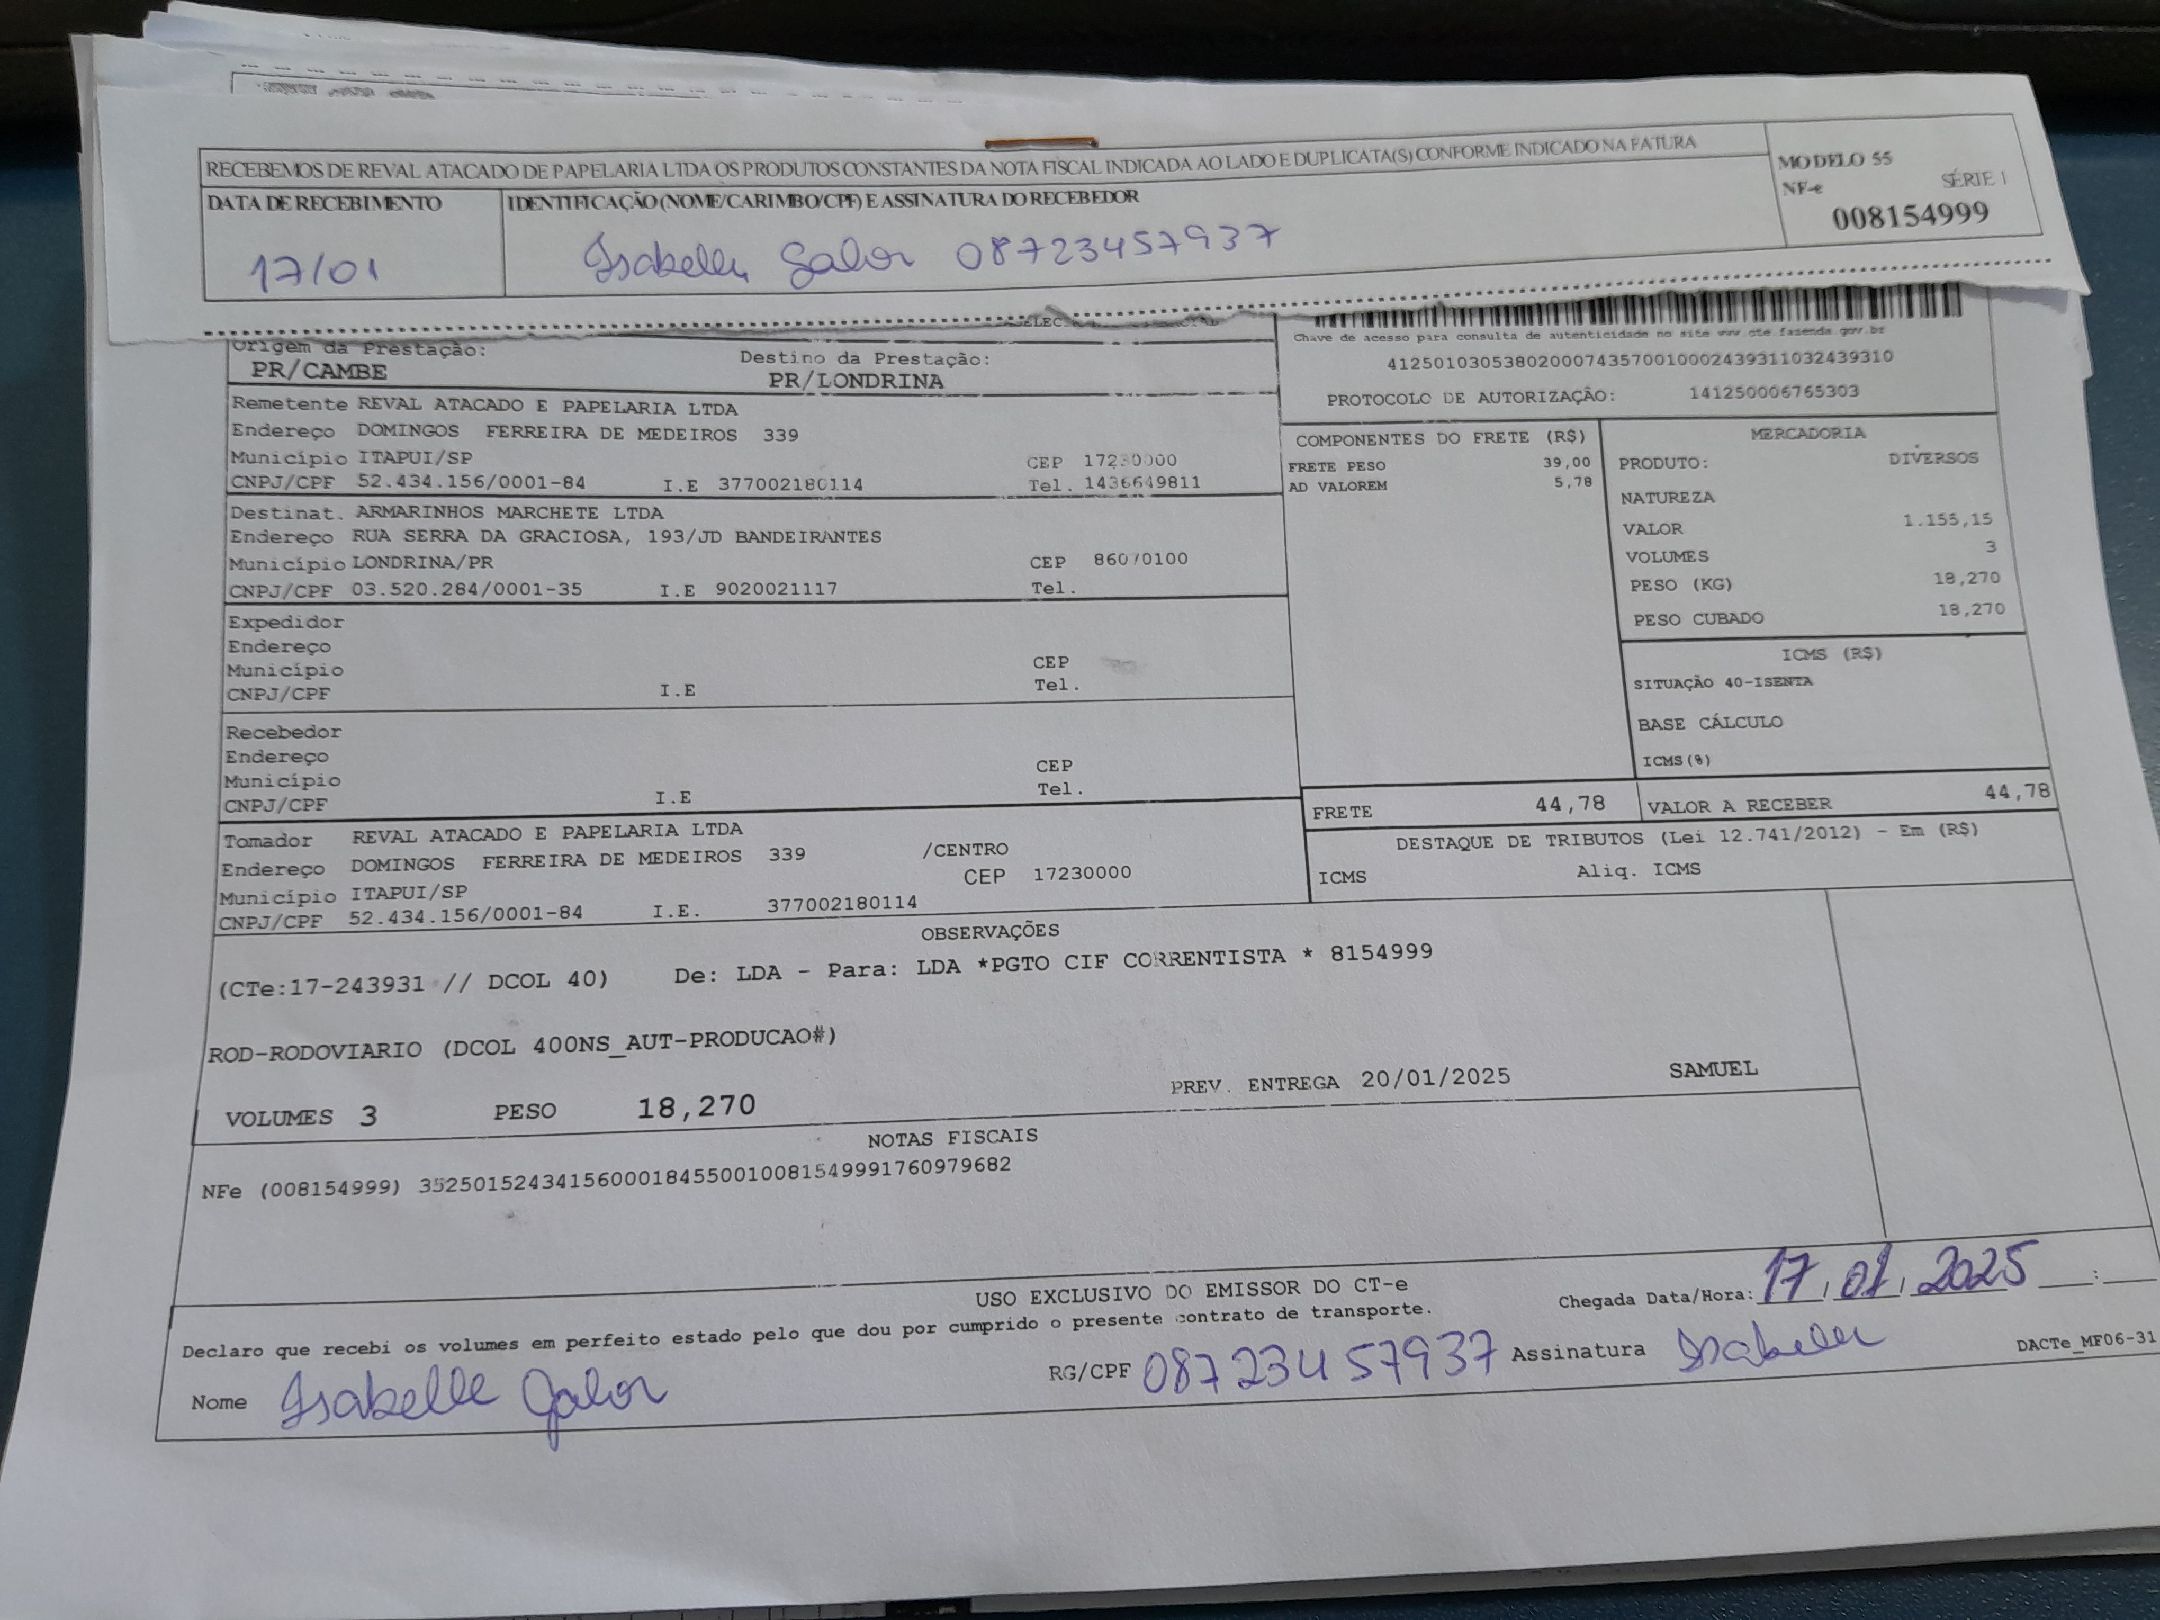 RECEBEMOS DE REVAL ATACADO DE PAPELARIA LTDA OS PRODUTOS CONSTANTES DA NOTA FISCAL INDICADA AO LADO E DUPLICATA(S) CONFORME INDICADO NA FATURA
MODELO 55
NF-e SÉRIE 1
008154999
DATA DE RECEBIMENTO IDENTIFICAÇÃO (NOME/CARIMBO/CPF) E ASSINATURA DO RECEBEDOR
17/01 Isabelle 08723457937
Chave de acesso para consulta de autenticidade no site www.cte.fazenda.gov.br
41250103053802000743570010002439311032439310
PROTOCOLO DE AUTORIZAÇÃO: 141250006765303
Origem da Prestação: Destino da Prestação:
PR/CAMBE PR/LONDRINA
Remetente REVAL ATACADO E PAPELARIA LTDA
Endereço DOMINGOS FERREIRA DE MEDEIROS 339
Município ITAPUI/SP CEP 17230000
CNPJ/CPF 52.434.156/0001-84 I.E 377002180114 Tel. 1436649811
Destinat. ARMARINHOS MARCHETE LTDA
Endereço RUA SERRA DA GRACIOSA, 193/JD BANDEIRANTES
Município LONDRINA/PR CEP 86070100
CNPJ/CPF 03.520.284/0001-35 I.E 9020021117 Tel.
Expedidor
Endereço
Município CEP
CNPJ/CPF I.E Tel.
Recebedor
Endereço
Município CEP
CNPJ/CPF I.E Tel.
Tomador REVAL ATACADO E PAPELARIA LTDA
Endereço DOMINGOS FERREIRA DE MEDEIROS 339 /CENTRO
Município ITAPUI/SP CEP 17230000
CNPJ/CPF 52.434.156/0001-84 I.E. 377002180114
COMPONENTES DO FRETE (R$)
FRETE PESO 39,00
AD VALOREM 5,78
MERCADORIA
PRODUTO: DIVERSOS
NATUREZA
VALOR 1.155,15
VOLUMES 3
PESO (KG) 18,270
PESO CUBADO 18,270
ICMS (R$)
SITUAÇÃO 40-ISENTA
BASE CÁLCULO
ICMS(%)
FRETE 44,78 VALOR A RECEBER 44,78
DESTAQUE DE TRIBUTOS (Lei 12.741/2012) - Em (R$)
ICMS Aliq. ICMS
OBSERVAÇÕES
(CTe:17-243931 // DCOL 40) De: LDA - Para: LDA *PGTO CIF CORRENTISTA * 8154999
ROD-RODOVIARIO (DCOL 400NS_AUT-PRODUCAO#)
VOLUMES 3 PESO 18,270 PREV. ENTREGA 20/01/2025 SAMUEL
NOTAS FISCAIS
NFe (008154999) 35250152434156000184550010081549991760979682
USO EXCLUSIVO DO EMISSOR DO CT-e
Declaro que recebi os volumes em perfeito estado pelo que dou por cumprido o presente contrato de transporte.
Chegada Data/Hora: 17/01/2025 __:__
Nome Isabelle RG/CPF 08723457937 Assinatura Isabelle
DACTe_MF06-31